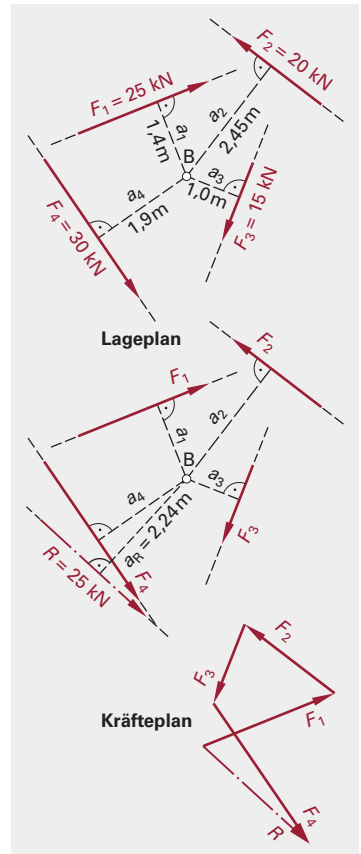 F₂ = 20 kN
F₁ = 25 kN
a₁
1,4m
a₂
2,45m
B
a₃
1,0m
a₄
1,9m
F₃ = 15 kN
F₄ = 30 kN
Lageplan
F₂
F₁
a₁
a₂
B
a₃
a₄
aR = 2,24m
F₃
F₄
R = 25 kN
F₂
F₃
Kräfteplan
F₁
F₄
R